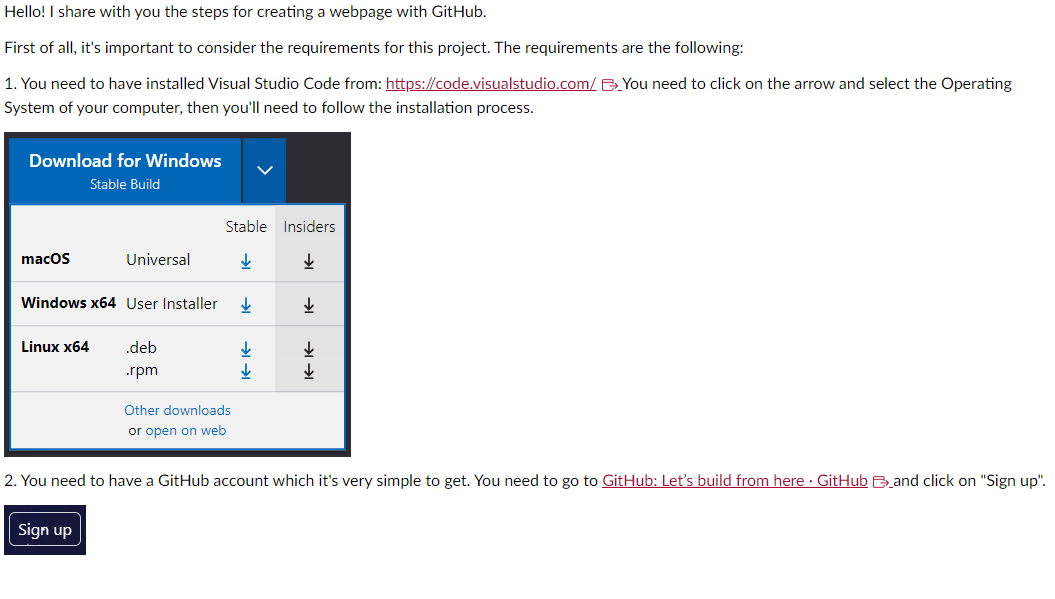 Hello! I share with you the steps for creating a webpage with GitHub.
First of all, it's important to consider the requirements for this project. The requirements are the following:
1. You need to have installed Visual Studio Code from: https://code.visualstudio.com/ You need to click on the arrow and select the Operating
System of your computer, then you'll need to follow the installation process.
Download for Windows
Stable Build
Stable Insiders
macOS Universal
Windows x64 User Installer
Linux x64 .deb
.rpm
Other downloads
or open on web
2. You need to have a GitHub account which it's very simple to get. You need to go to GitHub: Let's build from here · GitHub and click on "Sign up".
Sign up